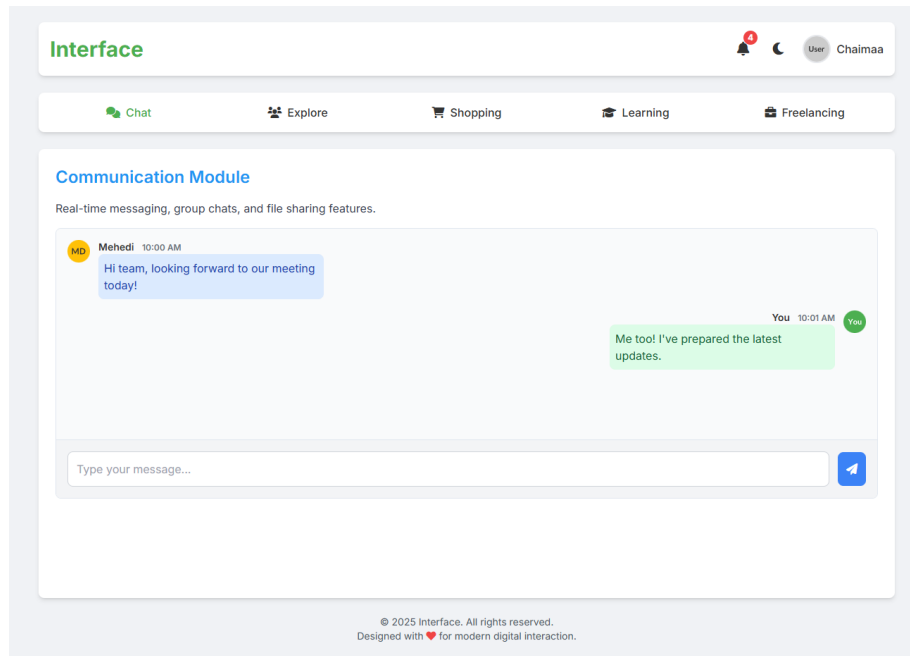 Interface
4
User
Chaimaa
Chat
Explore
Shopping
Learning
Freelancing
Communication Module
Real-time messaging, group chats, and file sharing features.
MD
Mehedi 10:00 AM
Hi team, looking forward to our meeting
today!
You 10:01 AM
You
Me too! I've prepared the latest
updates.
Type your message...
© 2025 Interface. All rights reserved.
Designed with ❤ for modern digital interaction.